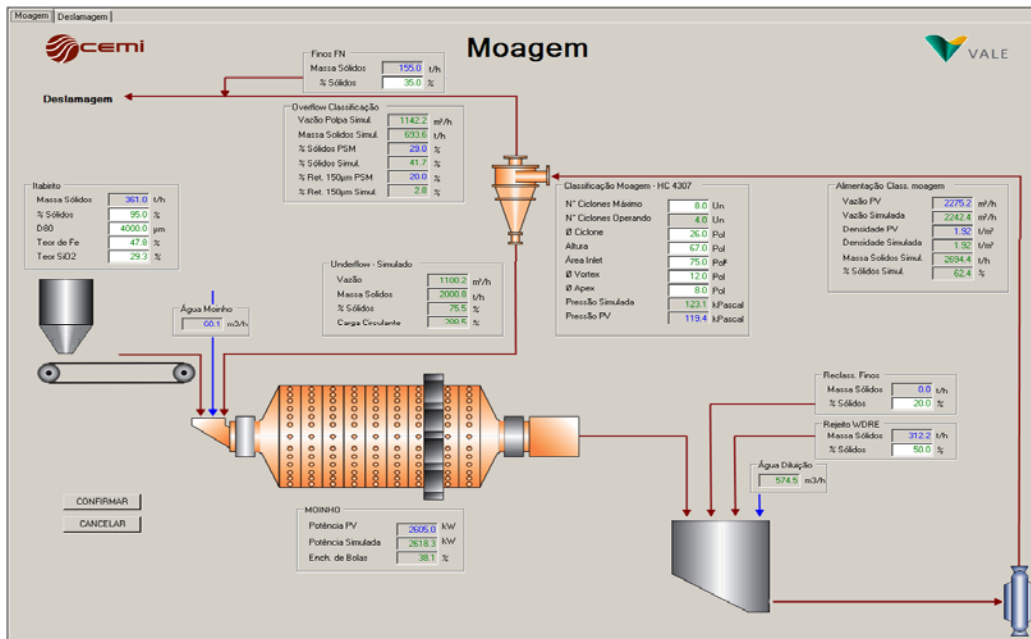 Moagem Deslamagem
cemi
Moagem
VALE
Finos FN
Massa Sólidos 155.0 t/h
% Sólidos 35.0 %
Deslamagem
Overflow Classificação
Vazão Polpa Simul. 1142.2 m³/h
Massa Solidos Simul. 693.6 t/h
% Sólidos PSM 29.0 %
% Sólidos Simul. 41.7 %
% Ret. 150µm PSM 20.0 %
% Ret. 150µm Simul. 2.8 %
Itabirito
Massa Sólidos 361.0 t/h
% Sólidos 95.0 %
D80 4000.0 µm
Teor de Fe 47.8 %
Teor SiO2 29.3 %
Classificação Moagem - HC 4307
N° Ciclones Máximo 8.0 Un
N° Ciclones Operando 4.0 Un
Ø Ciclone 26.0 Pol
Altura 67.0 Pol
Área Inlet 75.0 Pol²
Ø Vortex 12.0 Pol
Ø Apex 8.0 Pol
Pressão Simulada 123.1 kPascal
Pressão PV 119.4 kPascal
Alimentação Class. moagem
Vazão PV 2275.2 m³/h
Vazão Simulada 2242.4 m³/h
Densidade PV 1.92 t/m³
Densidade Simulada 1.92 t/m³
Massa Solidos Simul. 2694.4 t/h
% Sólidos Simul. 62.4 %
Underflow - Simulado
Vazão 1100.2 m³/h
Massa Solidos 2000.8 t/h
% Sólidos 75.5 %
Carga Circulante %
Água Moinho
m3/h
Reclass. Finos
Massa Sólidos 0.0 t/h
% Sólidos 20.0 %
Rejeito WDRE
Massa Sólidos 312.2 t/h
% Sólidos 50.0 %
Água Diluição
574.5 m3/h
CONFIRMAR
CANCELAR
MOINHO
Potência PV 2605.0 kW
Potência Simulada 2618.3 kW
Ench. de Bolas 38.1 %